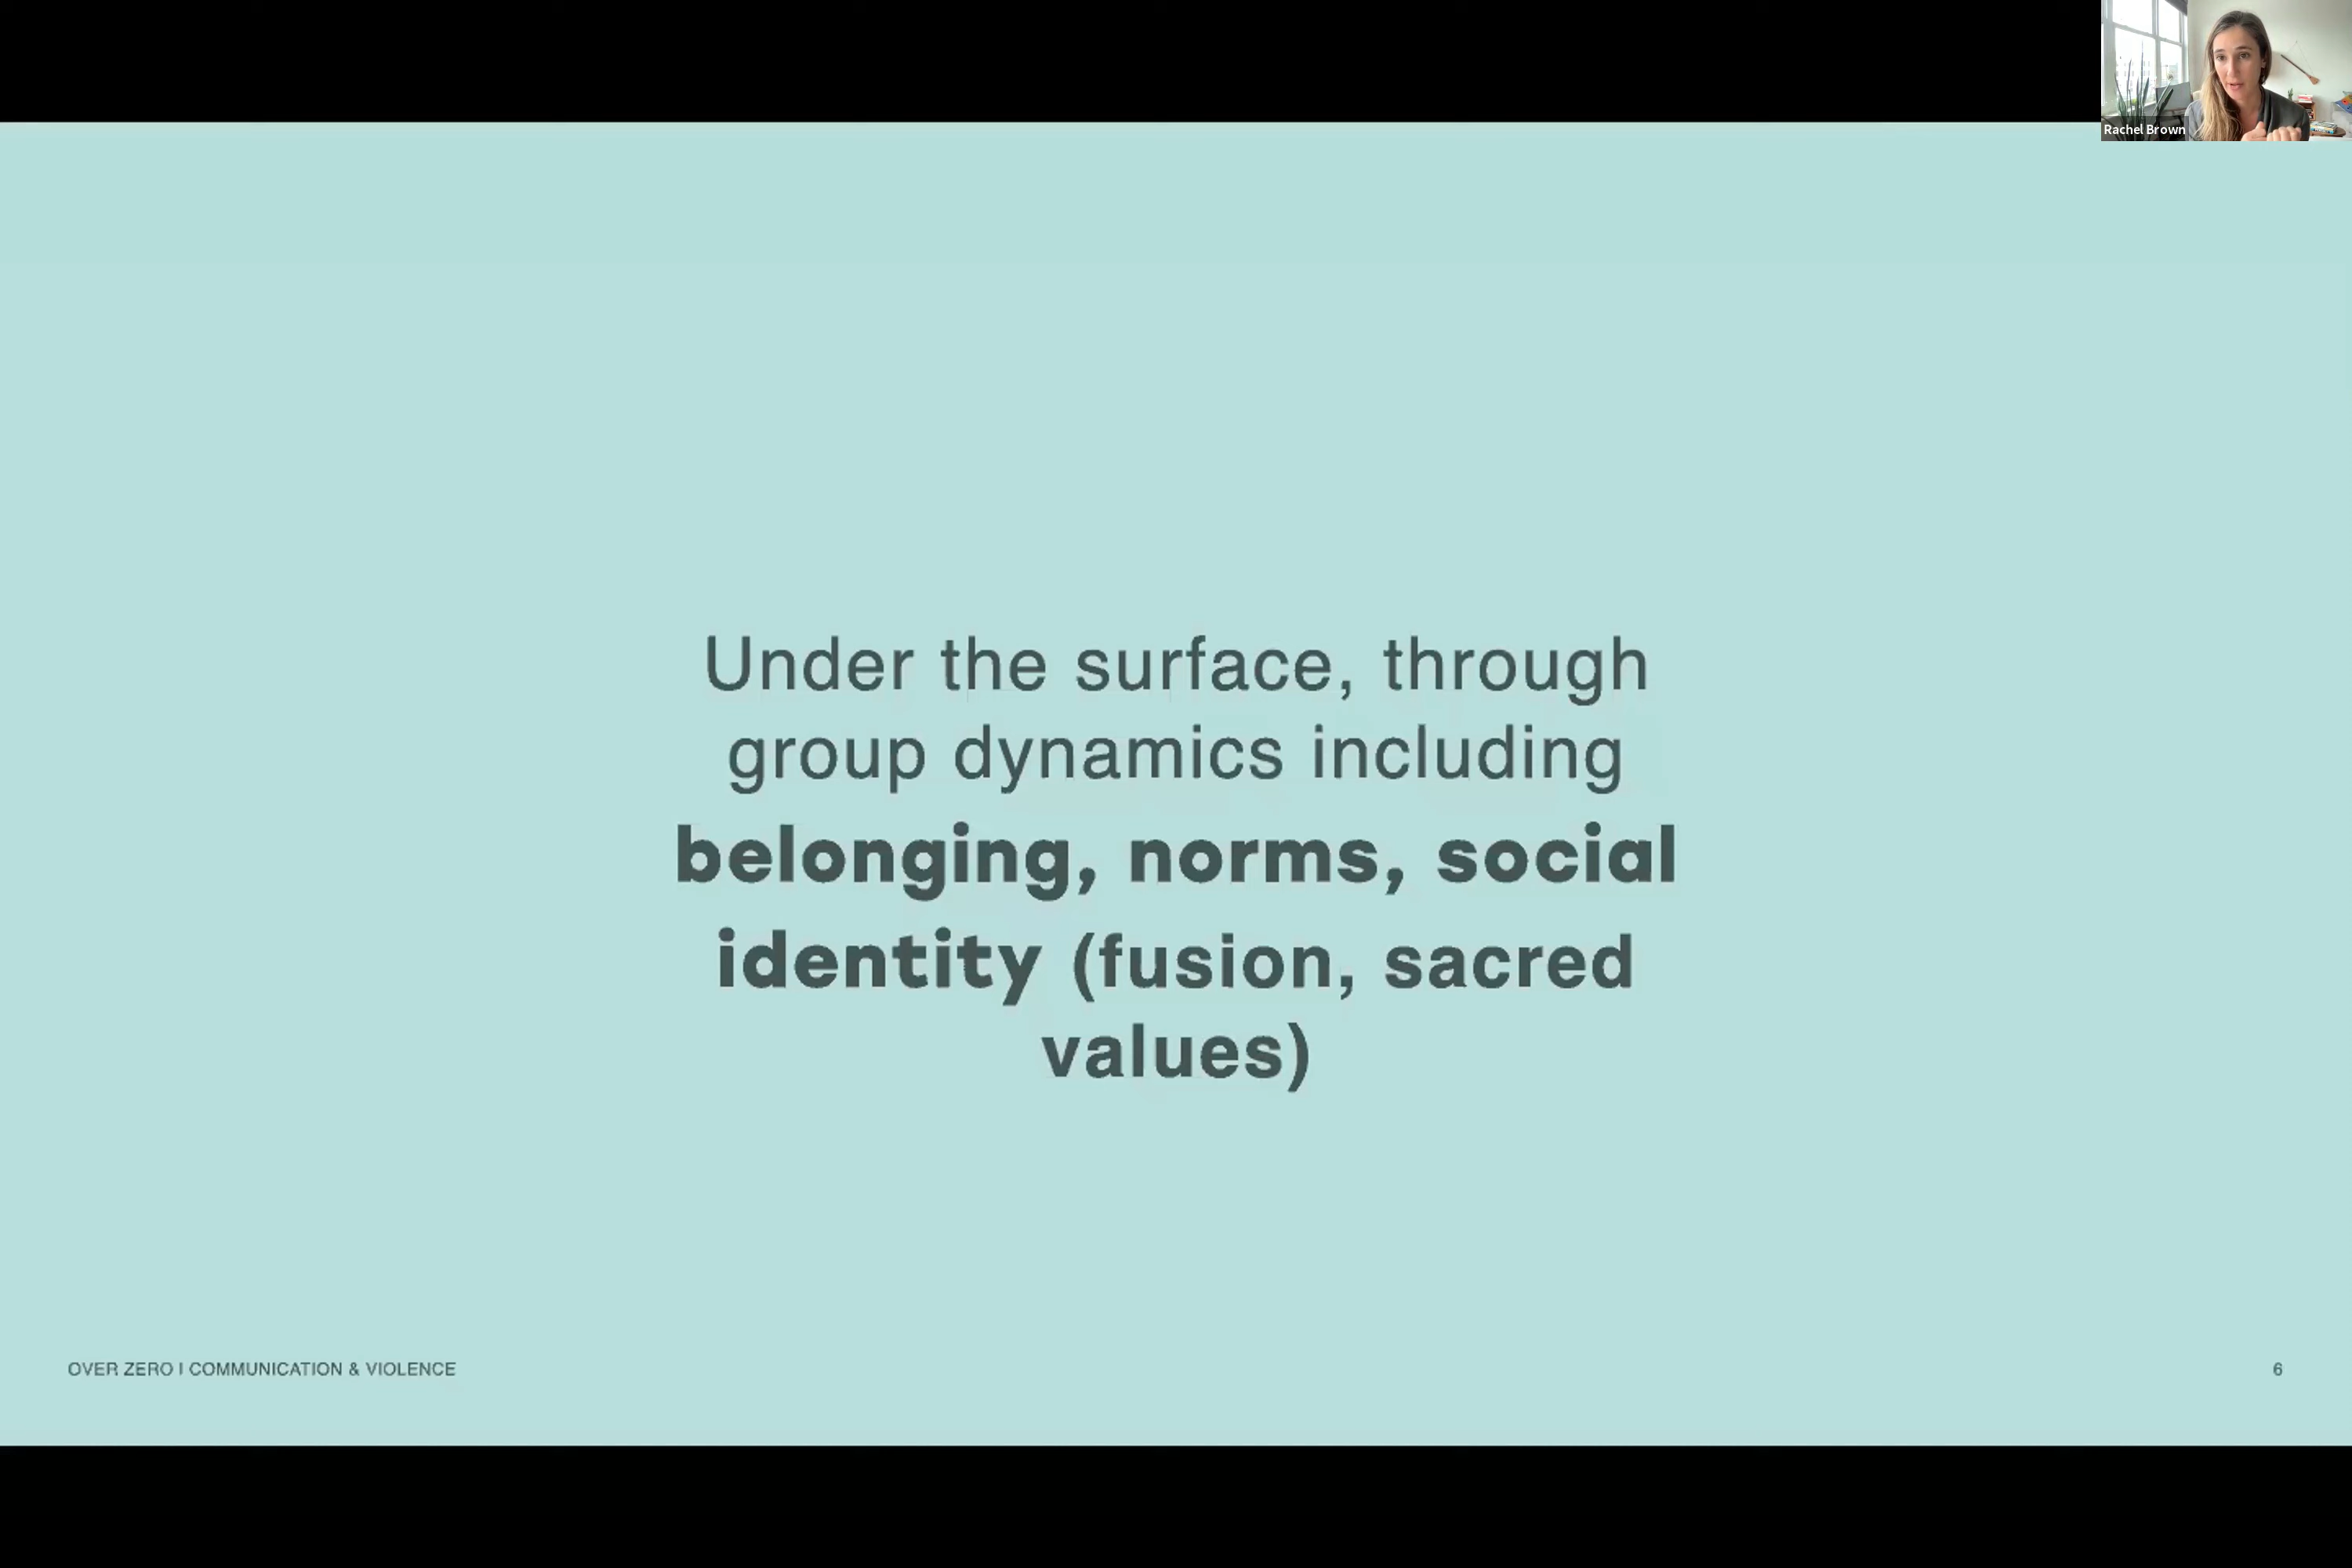 Rachel Brown
Under the surface, through
group dynamics including
belonging, norms, social
identity (fusion, sacred
values)
OVER ZERO I COMMUNICATION & VIOLENCE
6